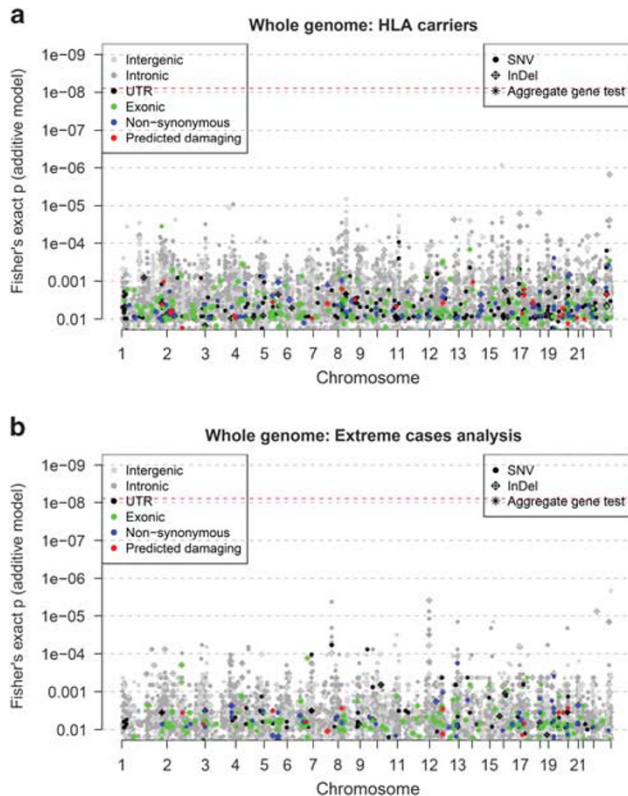 a
Whole genome: HLA carriers
Fisher's exact p (additive model)
1e−09
1e−08
1e−07
1e−06
1e−05
1e−04
0.001
0.01
Intergenic
Intronic
UTR
Exonic
Non−synonymous
Predicted damaging
SNV
InDel
Aggregate gene test
1 2 3 4 5 6 7 8 9 11 12 13 15 17 19 21
Chromosome
b
Whole genome: Extreme cases analysis
Fisher's exact p (additive model)
1e−09
1e−08
1e−07
1e−06
1e−05
1e−04
0.001
0.01
Intergenic
Intronic
UTR
Exonic
Non−synonymous
Predicted damaging
SNV
InDel
Aggregate gene test
1 2 3 4 5 6 7 8 9 11 12 13 15 17 19 21
Chromosome